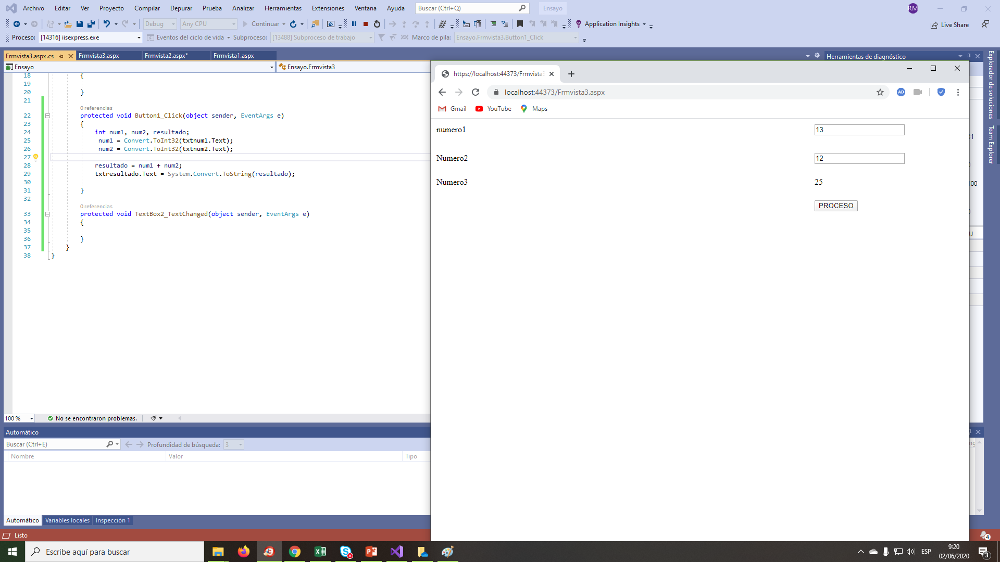 Archivo Editar Ver Proyecto Compilar Depurar Prueba Analizar Herramientas Extensiones Ventana Ayuda Buscar (Ctrl+Q) Ensayo RM
Debug Any CPU Continuar Application Insights Live Share
Proceso: [14316] iisexpress.exe Eventos del ciclo de vida Subproceso: [13488] Subproceso de trabajo Marco de pila: Ensayo.Frmvista3.Button1_Click
Frmvista3.aspx.cs Frmvista3.aspx Frmvista2.aspx* Frmvista1.aspx Herramientas de diagnóstico
Ensayo Ensayo.Frmvista3
18 {
19
20 }
21
0 referencias
22 protected void Button1_Click(object sender, EventArgs e)
23 {
24 int num1, num2, resultado;
25 num1 = Convert.ToInt32(txtnum1.Text);
26 num2 = Convert.ToInt32(txtnum2.Text);
27
28 resultado = num1 + num2;
29 txtresultado.Text = System.Convert.ToString(resultado);
30
31 }
32
0 referencias
33 protected void TextBox2_TextChanged(object sender, EventArgs e)
34 {
35
36 }
37 }
38 }
100 % No se encontraron problemas.
Automático
Buscar (Ctrl+E) Profundidad de búsqueda: 3
Nombre Valor Tipo
Automático Variables locales Inspección 1
Listo
https://localhost:44373/Frmvista3
localhost:44373/Frmvista3.aspx
AD
Gmail YouTube Maps
numero1 13
Numero2 12
Numero3 25
PROCESO
Explorador de soluciones
Team Explorer
4
Escribe aquí para buscar
ESP
9:20
02/06/2020
3